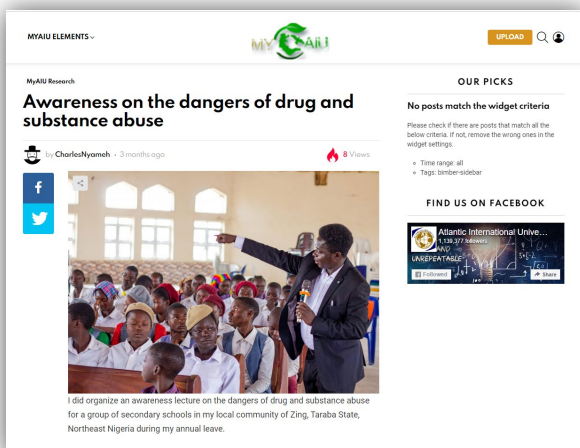 MYAIU ELEMENTS
MY AIU
UPLOAD
MyAIU Research
Awareness on the dangers of drug and
substance abuse
by CharlesNyameh • 3 months ago
8 Views
I did organize an awareness lecture on the dangers of drug and substance abuse
for a group of secondary schools in my local community of Zing, Taraba State,
Northeast Nigeria during my annual leave.
OUR PICKS
No posts match the widget criteria
Please check if there are posts that match all the
below criteria. If not, remove the wrong ones in the
widget settings.
Time range: all
Tags: bimber-sidebar
FIND US ON FACEBOOK
Atlantic International Unive...
1,139,377 followers
AND
UNREPEATABLE
Followed
Share